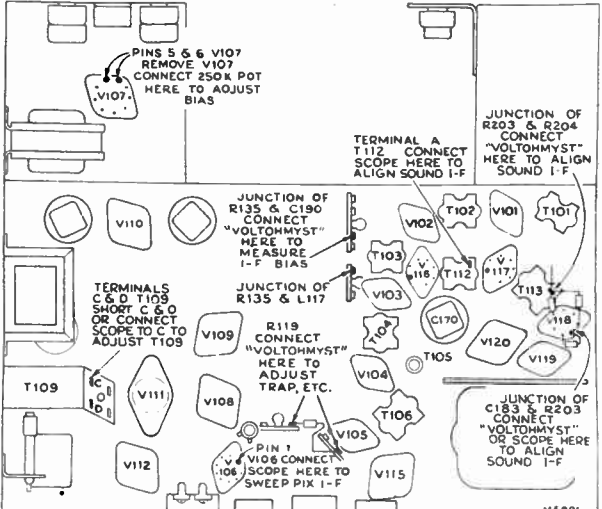 PINS 5 & 6 V107
REMOVE V107
CONNECT 250K POT
HERE TO ADJUST
BIAS
V107
JUNCTION OF
R203 & R204
CONNECT
"VOLTOHMYST"
HERE TO ALIGN
SOUND I-F
TERMINAL A
T112 CONNECT
SCOPE HERE TO
ALIGN SOUND I-F
JUNCTION OF
R135 & C190
CONNECT
"VOLTOHMYST"
HERE TO
MEASURE
I-F BIAS
JUNCTION OF
R135 & L117
V110
V102
T102
V101
T101
T103
V
116
T112
V
117
T113
V103
TERMINALS
C & D T109
SHORT C & D
OR CONNECT
SCOPE TO C TO
ADJUST T109
V109
R119
CONNECT
"VOLTOHMYST"
HERE TO
ADJUST
TRAP, ETC.
T104
C170
V118
V120
V119
T105
T109
C
D
V111
V108
V104
T106
JUNCTION OF
C183 & R203
CONNECT
"VOLTOHMYST"
OR SCOPE HERE
TO ALIGN
SOUND I-F
V105
V112
V
106
PIN 1
V106 CONNECT
SCOPE HERE TO
SWEEP PIX I-F
V115